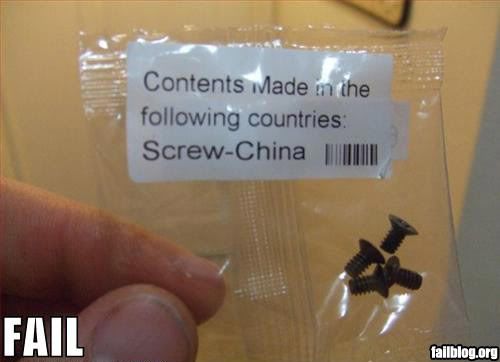 Contents Made in the
following countries:
Screw-China
FAIL
failblog.org